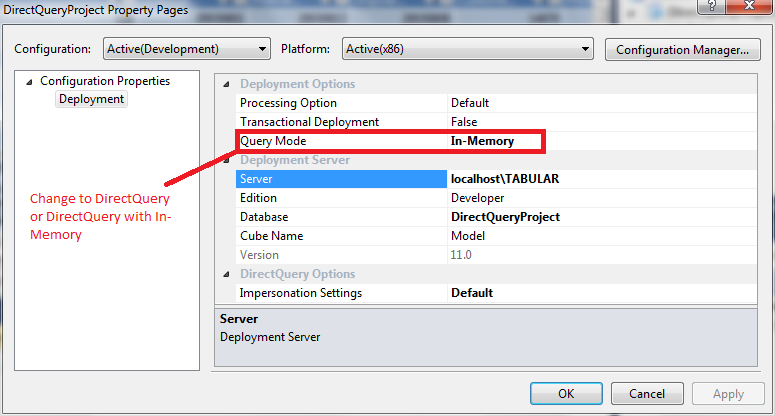 DirectQueryProject Property Pages
Configuration: Active(Development) Platform: Active(x86) Configuration Manager...
Configuration Properties
Deployment
Deployment Options
Processing Option Default
Transactional Deployment False
Query Mode In-Memory
Deployment Server
Server localhost\TABULAR
Edition Developer
Database DirectQueryProject
Cube Name Model
Version 11.0
DirectQuery Options
Impersonation Settings Default
Change to DirectQuery
or DirectQuery with In-
Memory
Server
Deployment Server
OK Cancel Apply